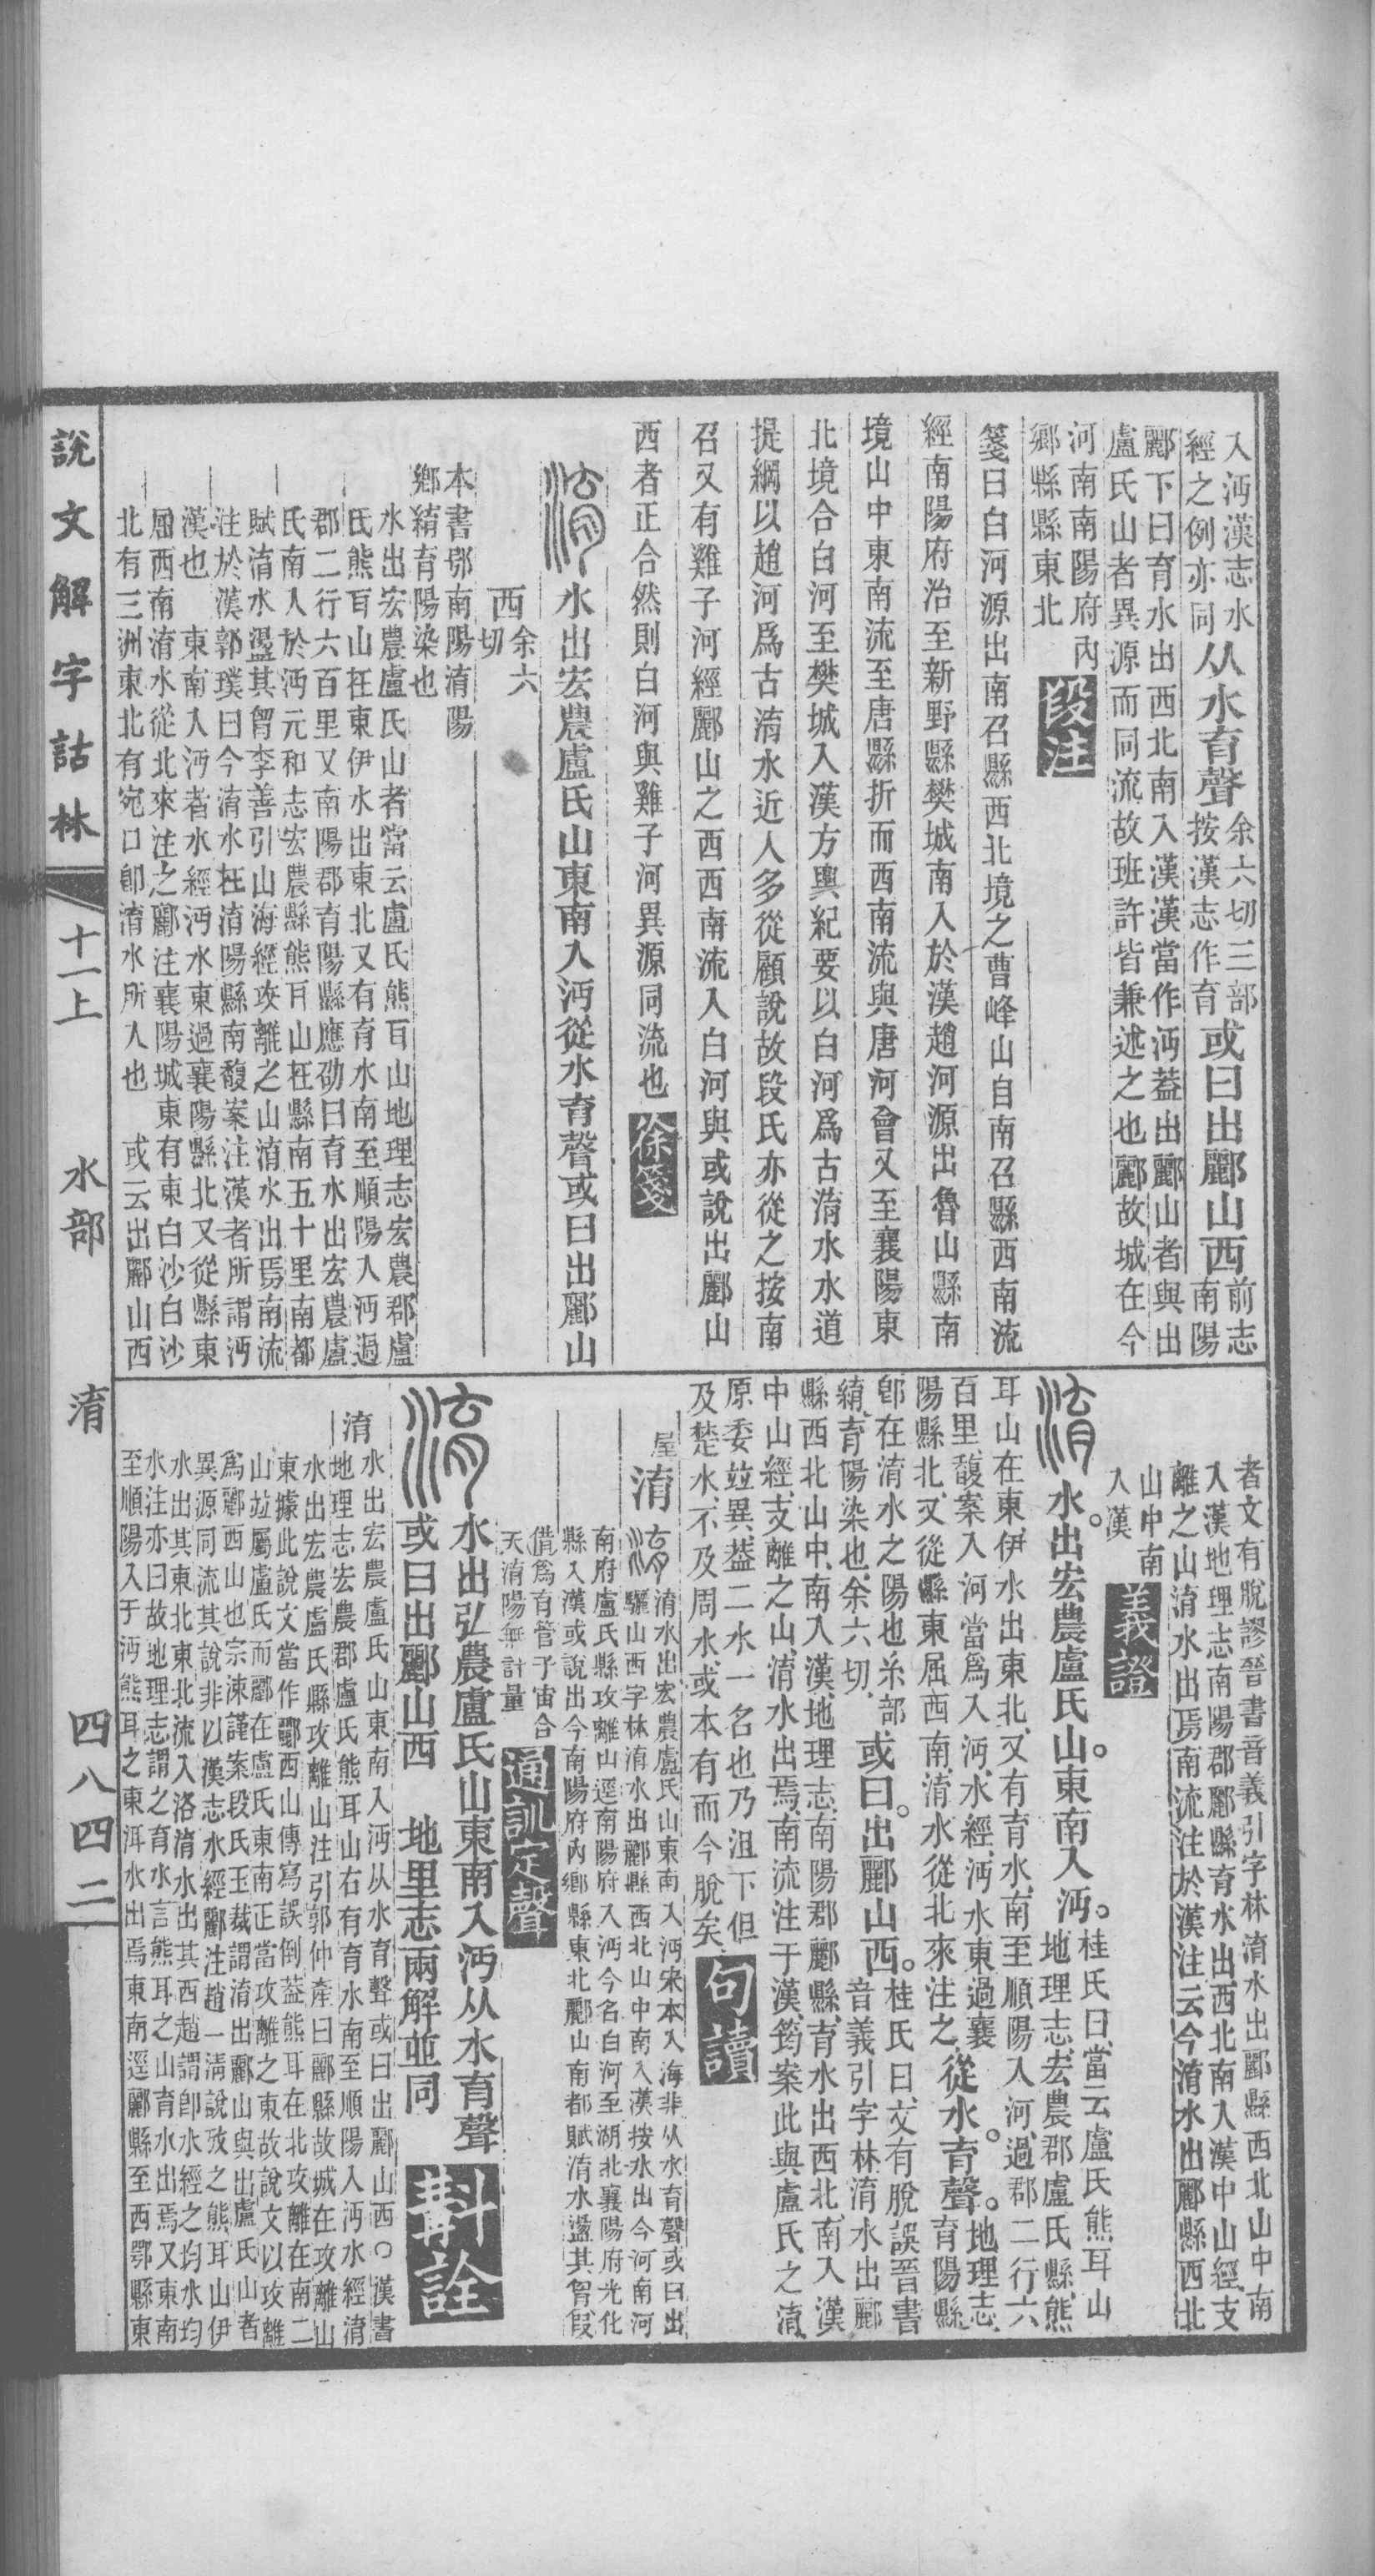 入沔漢志水
經之例亦同
从水育聲
余六切三部
按漢志作育
或曰出酈山西
前志
南陽
酈下曰育水出西北南入漢漢當作沔葢出酈山者與出
盧氏山者異源而同流故班許皆兼述之也酈故城在今
河南南陽府內
鄉縣縣東北
段注
箋曰白河源出南召縣西北境之曹峰山自南召縣西南流
經南陽府治至新野縣樊城南入於漢趙河源出魯山縣南
境山中東南流至唐縣折而西南流與唐河會又至襄陽東
北境合白河至樊城入漢方輿紀要以白河爲古淯水水道
提綱以趙河爲古淯水近人多從顧說故段氏亦從之按南
召又有雞子河經酈山之西西南流入白河與或說出酈山
西者正合然則白河與雞子河異源同流也
徐箋
水出宏農盧氏山東南入沔從水育聲或曰出酈山
西
余六
切
本書鄂南陽淯陽
鄉絹育陽染也
水出宏農盧氏山者當云盧氏熊耳山地理志宏農郡盧
氏熊耳山在東伊水出東北又有育水南至順陽入沔過
郡二行六百里又南陽郡育陽縣應劭曰育水出宏農盧
氏南入於沔元和志宏農縣熊耳山在縣南五十里南都
賦淯水盪其胷李善引山海經攻離之山淯水出焉南流
注於漢郭璞曰今淯水在淯陽縣南馥案注漢者所謂沔
漢也　東南入沔者水經沔水東過襄陽縣北又從縣東
屈西南淯水從北來注之酈注襄陽城東有東白沙白沙
北有三洲東北有宛口卽淯水所入也　或云出酈山西
者文有脫謬晉書音義引字林淯水出酈縣西北山中南
入漢地理志南陽郡酈縣育水出西北南入漢中山經支
離之山淯水出焉南流注於漢注云今淯水出酈縣西北
山中南
入漢
義證
水出宏農盧氏山東南入沔
桂氏曰當云盧氏熊耳山
地理志宏農郡盧氏縣熊
耳山在東伊水出東北又有育水南至順陽入河過郡二行六
百里馥案入河當爲入沔水經沔水東過襄
陽縣北又從縣東屈西南淯水從北來注之
從水育聲
地理志
育陽縣
卽在淯水之陽也糸部
絹育陽染也余六切
或曰出酈山西
桂氏曰文有脫誤晉書
音義引字林淯水出酈
縣西北山中南入漢地理志南陽郡酈縣育水出西北南入漢
中山經支離之山淯水出焉南流注于漢筠案此與盧氏之淯
原委竝異葢二水一名也乃沮下但
及楚水不及周水或本有而今脫矣
句讀
屋
淯
淯水出宏農盧氏山東南入沔宋本入海非从水育聲或曰出
驪山西字林淯水出酈縣西北山中南入漢按水出今河南河
南府盧氏縣攻離山逕南陽府入沔今名白河至湖北襄陽府光化
縣入漢或說出今南陽府內鄉縣東北酈山南都賦淯水盪其胷假
借爲育管子宙合
天淯陽無計量
通訓定聲
水出弘農盧氏山東南入沔从水育聲
或曰出酈山西　地里志兩解並同
斠詮
淯
水出宏農盧氏山東南入沔从水育聲或曰出酈山西○漢書
地理志宏農郡盧氏熊耳山右有育水南至順陽入沔水經淯
水出宏農盧氏縣攻離山注引郭仲產曰酈縣故城在攻離山
東據此說文當作酈西山傳寫誤倒葢熊耳在北攻離在南二
山竝屬盧氏而酈在盧氏東南正當攻離之東故說文以攻離
爲酈西山也宗涑謹案段氏玉裁謂淯出酈山與出盧氏山者
異源同流其說非以漢志水經酈注趙一清說攷之熊耳山伊
水出其東北東北流入洛淯水出其西趙謂卽水經之均水均
水注亦曰故地理志謂之育水言熊耳之山育水出焉又東南
至順陽入于沔熊耳之東洱水出焉東南逕酈縣至西鄂縣東
說文解字詁林
十一上　水部　淯
四八四二